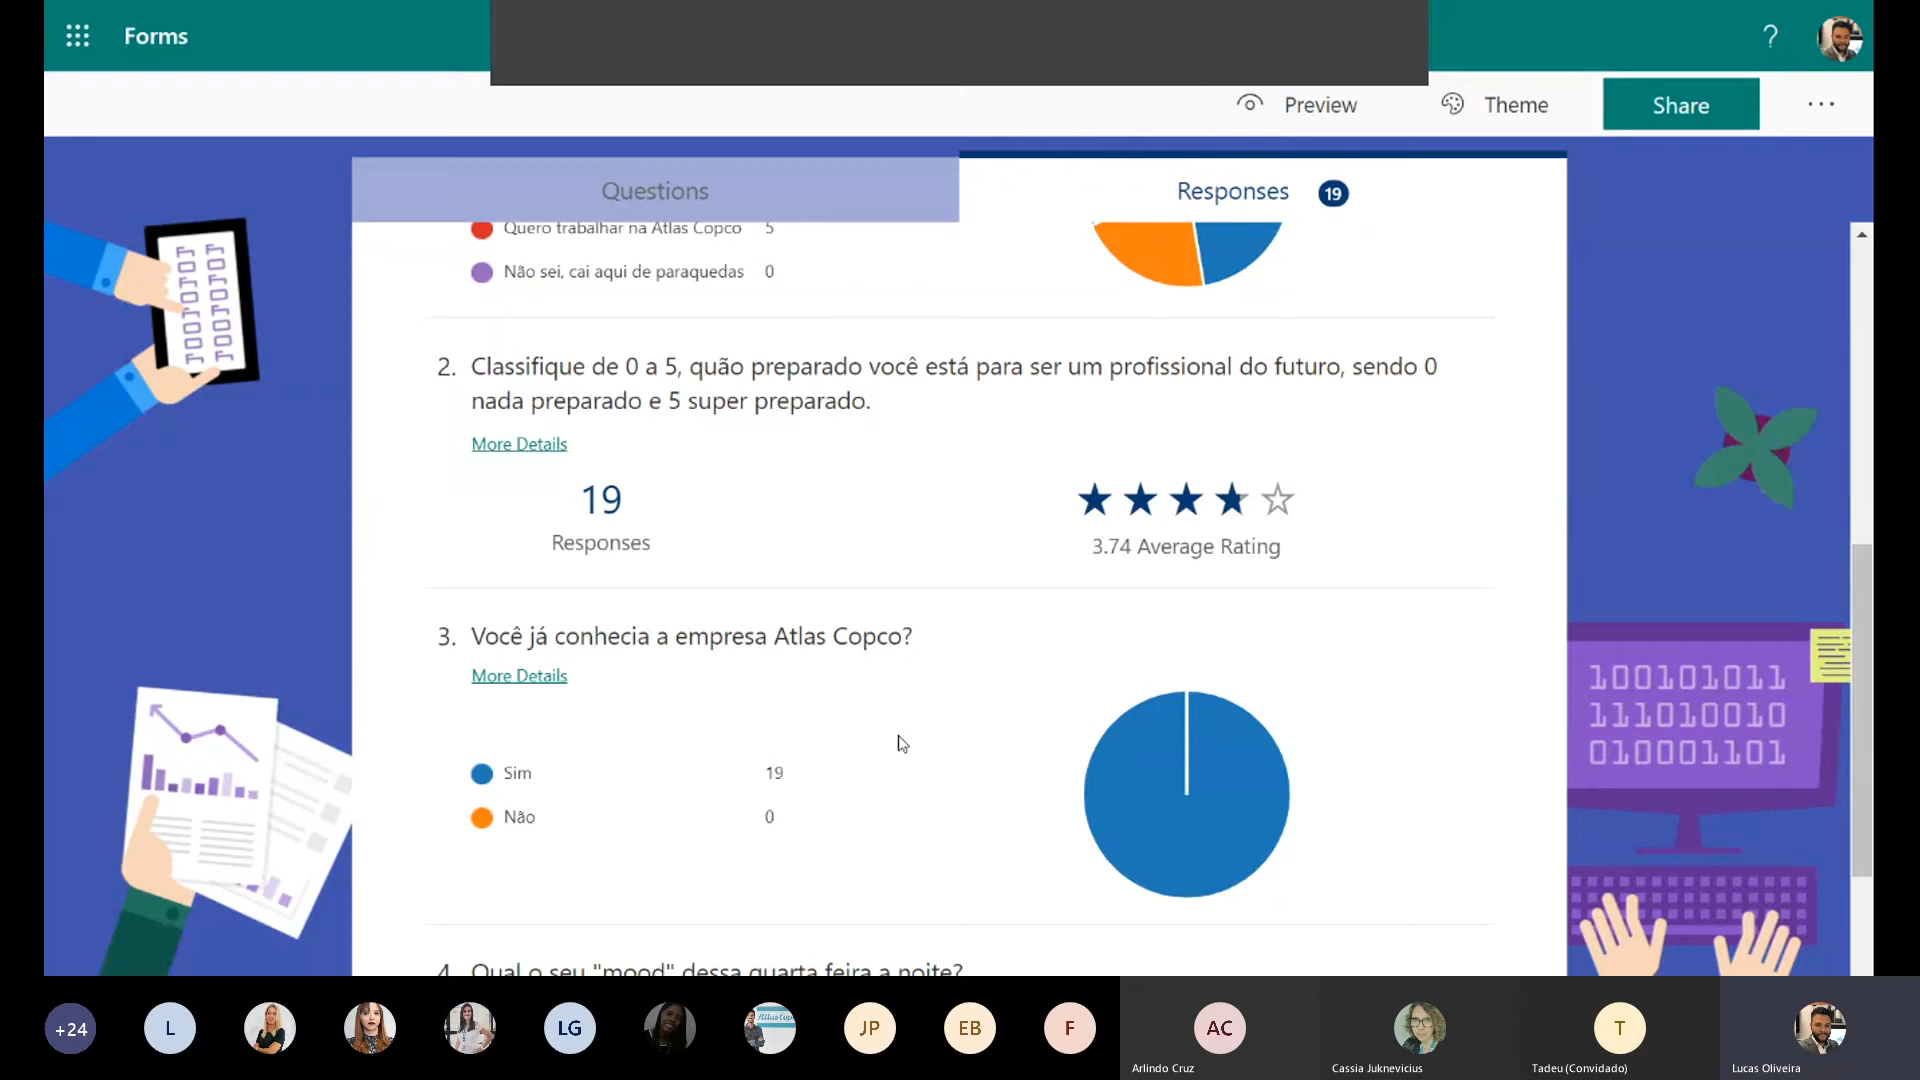 Forms
?
Preview
Theme
Share
Questions
Responses 19
Quero trabalhar na Atlas Copco 5
Não sei, cai aqui de paraquedas 0
2. Classifique de 0 a 5, quão preparado você está para ser um profissional do futuro, sendo 0
nada preparado e 5 super preparado.
More Details
19
Responses
3.74 Average Rating
3. Você já conhecia a empresa Atlas Copco?
More Details
Sim 19
Não 0
4. Qual o seu "mood" dessa quarta feira a noite?
100101011
111010010
010001101
+24
L
LG
JP
EB
F
AC
T
Arlindo Cruz
Cassia Juknevicius
Tadeu (Convidado)
Lucas Oliveira